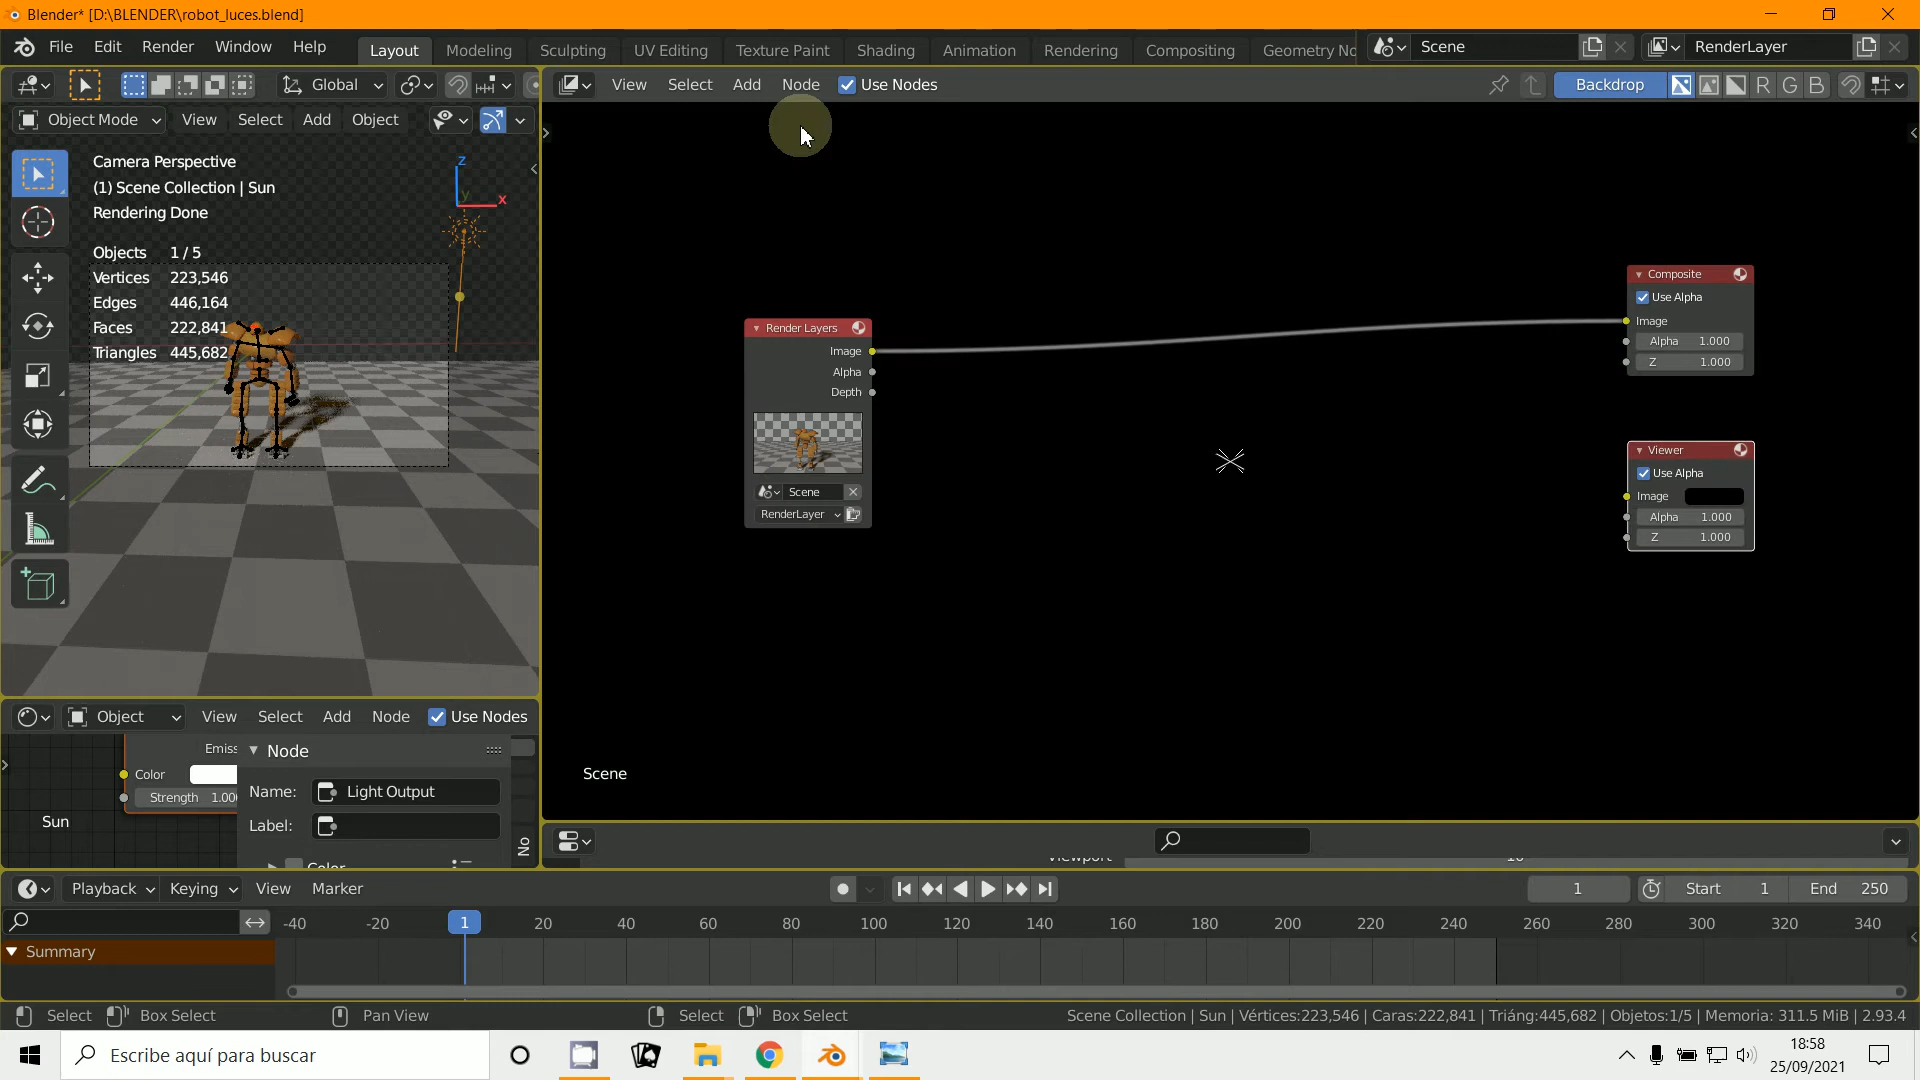 Blender* [D:\BLENDER\robot_luces.blend]
File Edit Render Window Help Layout Modeling Sculpting UV Editing Texture Paint Shading Animation Rendering Compositing Geometry No Scene RenderLayer
Global View Select Add Node Use Nodes Backdrop R G B
Object Mode View Select Add Object
Camera Perspective
(1) Scene Collection | Sun
Rendering Done
Objects 1/5
Vertices 223,546
Edges 446,164
Faces 222,841
Triangles 445,682
Z
Y
X
Render Layers
Image
Alpha
Depth
Scene
RenderLayer
Composite
Use Alpha
Image
Alpha 1.000
Z 1.000
Viewer
Use Alpha
Image
Alpha 1.000
Z 1.000
Scene
Object View Select Add Node Use Nodes
Emiss
Color
Strength 1.000
Sun
Node
Name: Light Output
Label:
Color
No
Viewport 16
Playback Keying View Marker 1 Start 1 End 250
-40 -20 1 20 40 60 80 100 120 140 160 180 200 220 240 260 280 300 320 340
Summary
Select Box Select Pan View Select Box Select Scene Collection | Sun | Vértices:223,546 | Caras:222,841 | Triáng:445,682 | Objetos:1/5 | Memoria: 311.5 MiB | 2.93.4
Escribe aquí para buscar
18:58
25/09/2021